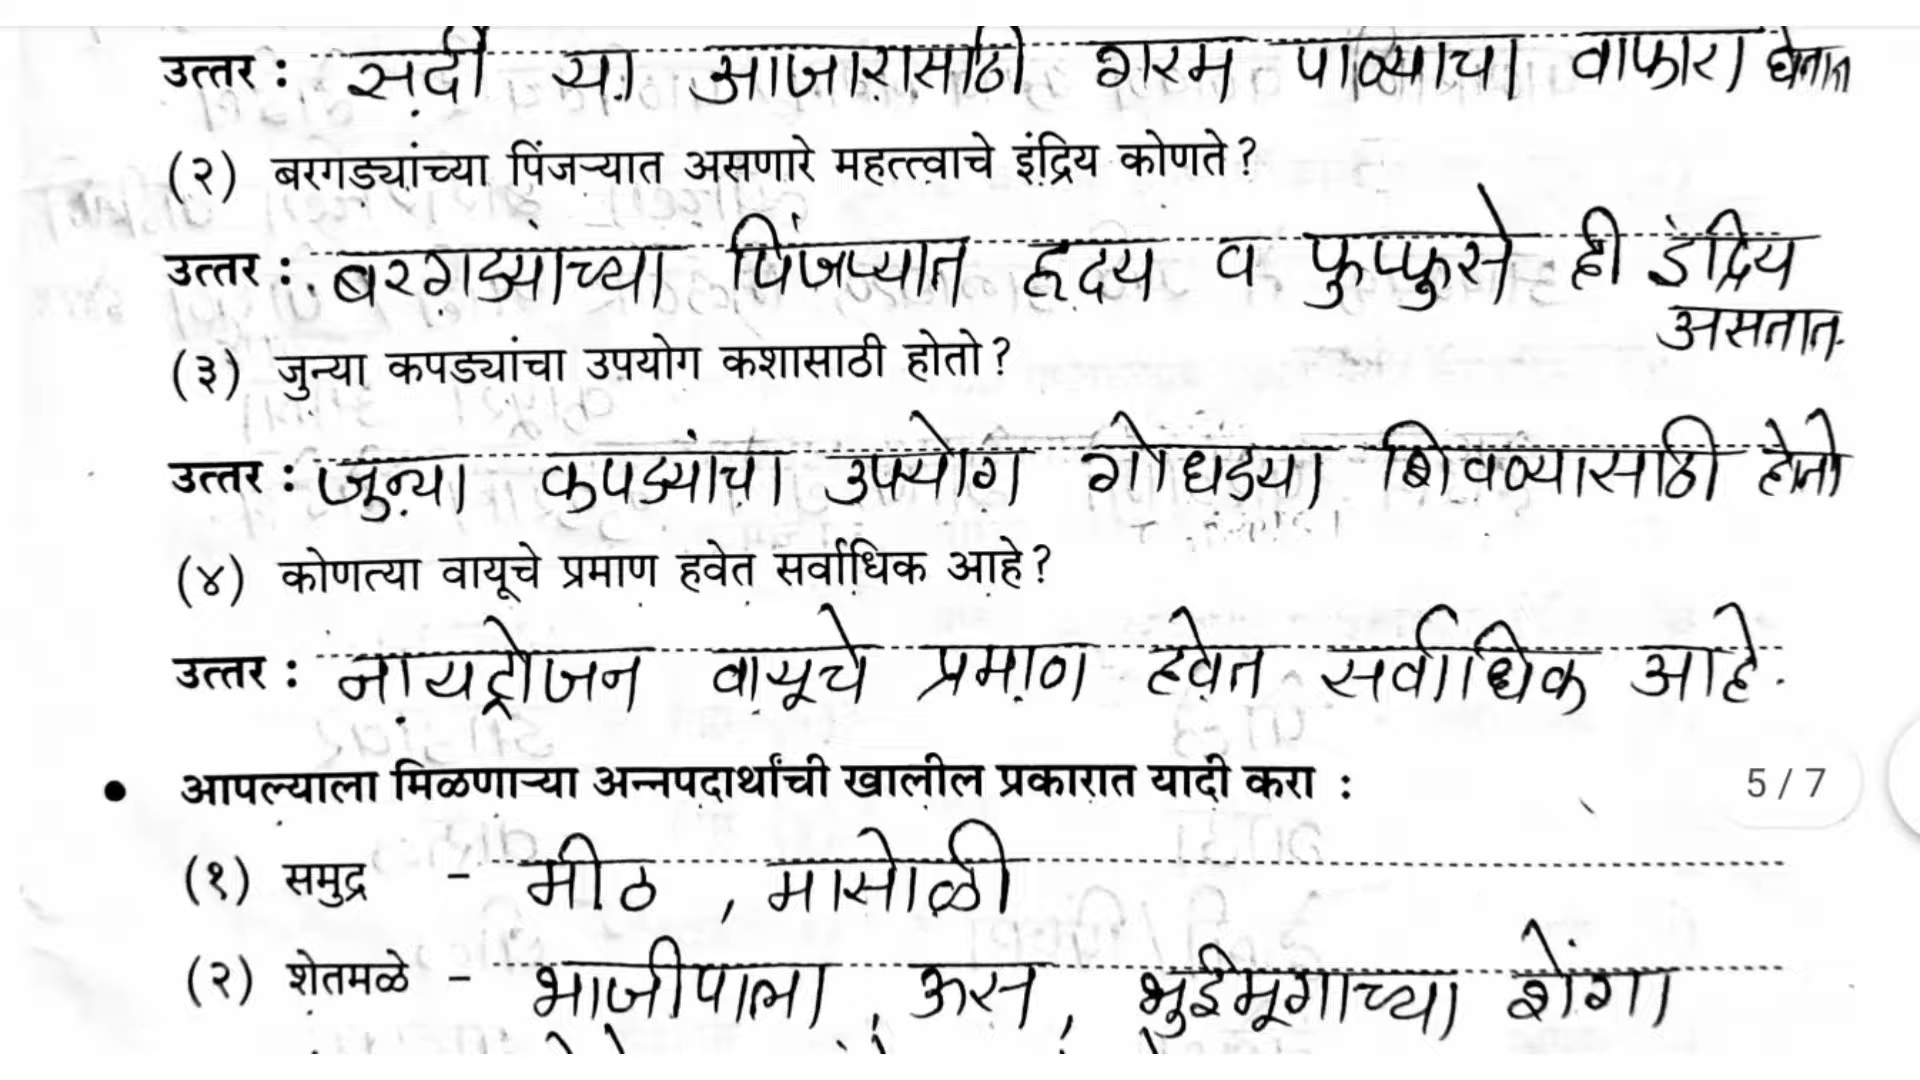 उत्तर : सर्दी या आजारासाठी गरम पाण्याचा वाफारा घेतात
(२) बरगड्यांच्या पिंजऱ्यात असणारे महत्त्वाचे इंद्रिय कोणते?
उत्तर : बरगड्यांच्या पिंजऱ्यात हृदय व फुप्फुसे ही इंद्रिय
असतात.
(३) जुन्या कपड्यांचा उपयोग कशासाठी होतो?
उत्तर : जुन्या कपड्यांचा उपयोग गोधड्या शिवण्यासाठी होतो
(४) कोणत्या वायूचे प्रमाण हवेत सर्वाधिक आहे?
उत्तर : नायट्रोजन वायूचे प्रमाण हवेत सर्वाधिक आहे.
• आपल्याला मिळणाऱ्या अन्नपदार्थांची खालील प्रकारात यादी करा :
5 / 7
(१) समुद्र - मीठ , मासोळी
(२) शेतमळे - भाजीपाला , ऊस , भुईमूगाच्या शेंगा